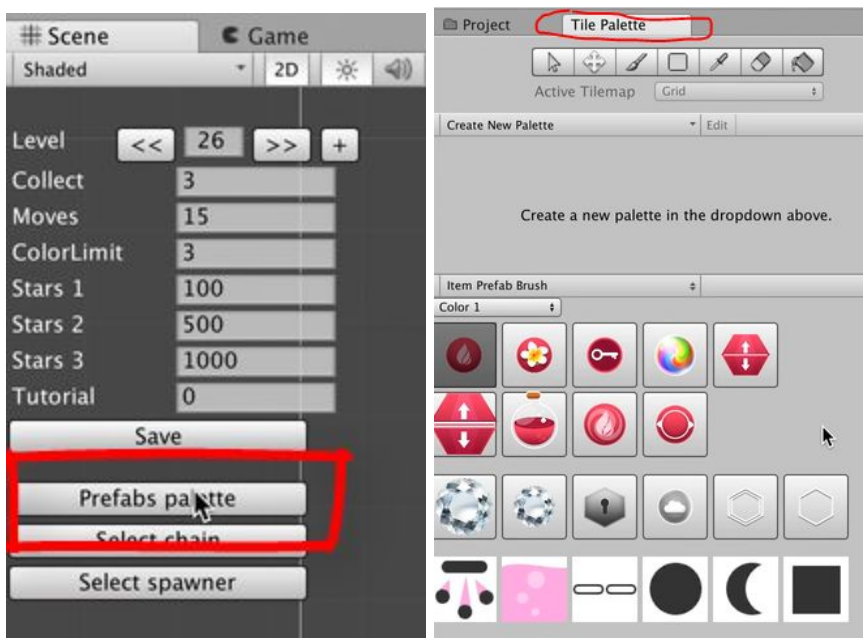 Scene
Game
Shaded
2D
Level
<<
26
>>
+
Collect
3
Moves
15
ColorLimit
3
Stars 1
100
Stars 2
500
Stars 3
1000
Tutorial
0
Save
Prefabs palette
Select chain
Select spawner
Project
Tile Palette
Active Tilemap
Grid
Create New Palette
Edit
Create a new palette in the dropdown above.
Item Prefab Brush
Color 1